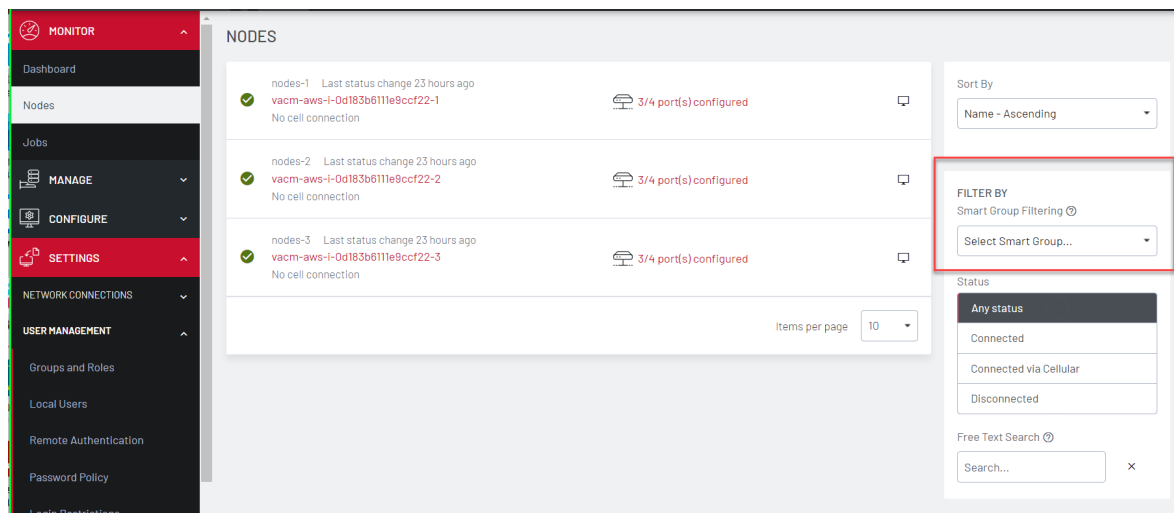 MONITOR
Dashboard
Nodes
Jobs
MANAGE
CONFIGURE
SETTINGS
NETWORK CONNECTIONS
USER MANAGEMENT
Groups and Roles
Local Users
Remote Authentication
Password Policy
Login Restrictions
NODES
nodes-1 Last status change 23 hours ago
vacm-aws-i-0d183b6111e9ccf22-1
No cell connection
3/4 port(s) configured
nodes-2 Last status change 23 hours ago
vacm-aws-i-0d183b6111e9ccf22-2
No cell connection
3/4 port(s) configured
nodes-3 Last status change 23 hours ago
vacm-aws-i-0d183b6111e9ccf22-3
No cell connection
3/4 port(s) configured
Items per page 10
Sort By
Name - Ascending
FILTER BY
Smart Group Filtering
Select Smart Group...
Status
Any status
Connected
Connected via Cellular
Disconnected
Free Text Search
Search...